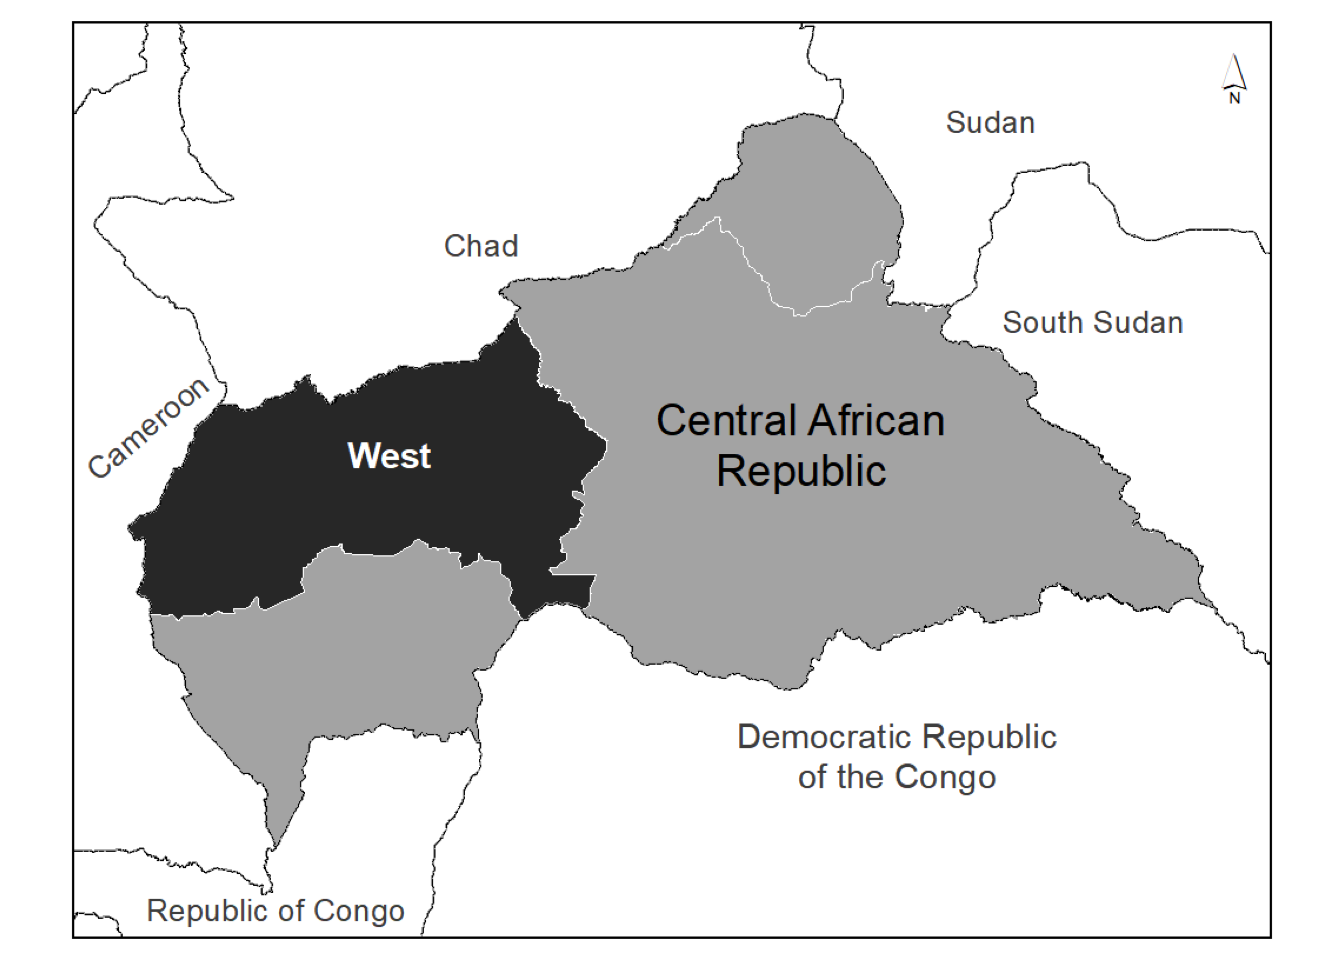 N
Sudan
Chad
South Sudan
Cameroon
Central African
Republic
West
Democratic Republic
of the Congo
Republic of Congo